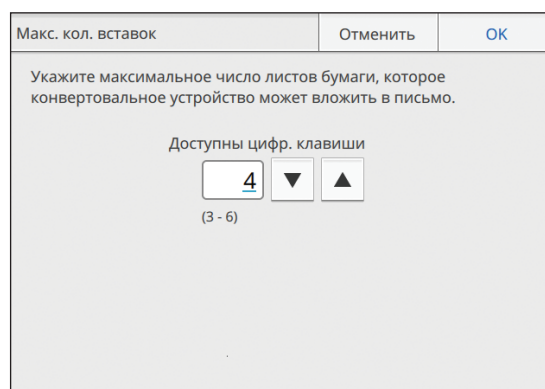 Макс. кол. вставок
Отменить
OK
Укажите максимальное число листов бумаги, которое
конвертовальное устройство может вложить в письмо.
Доступны цифр. клавиши
4
(3 - 6)